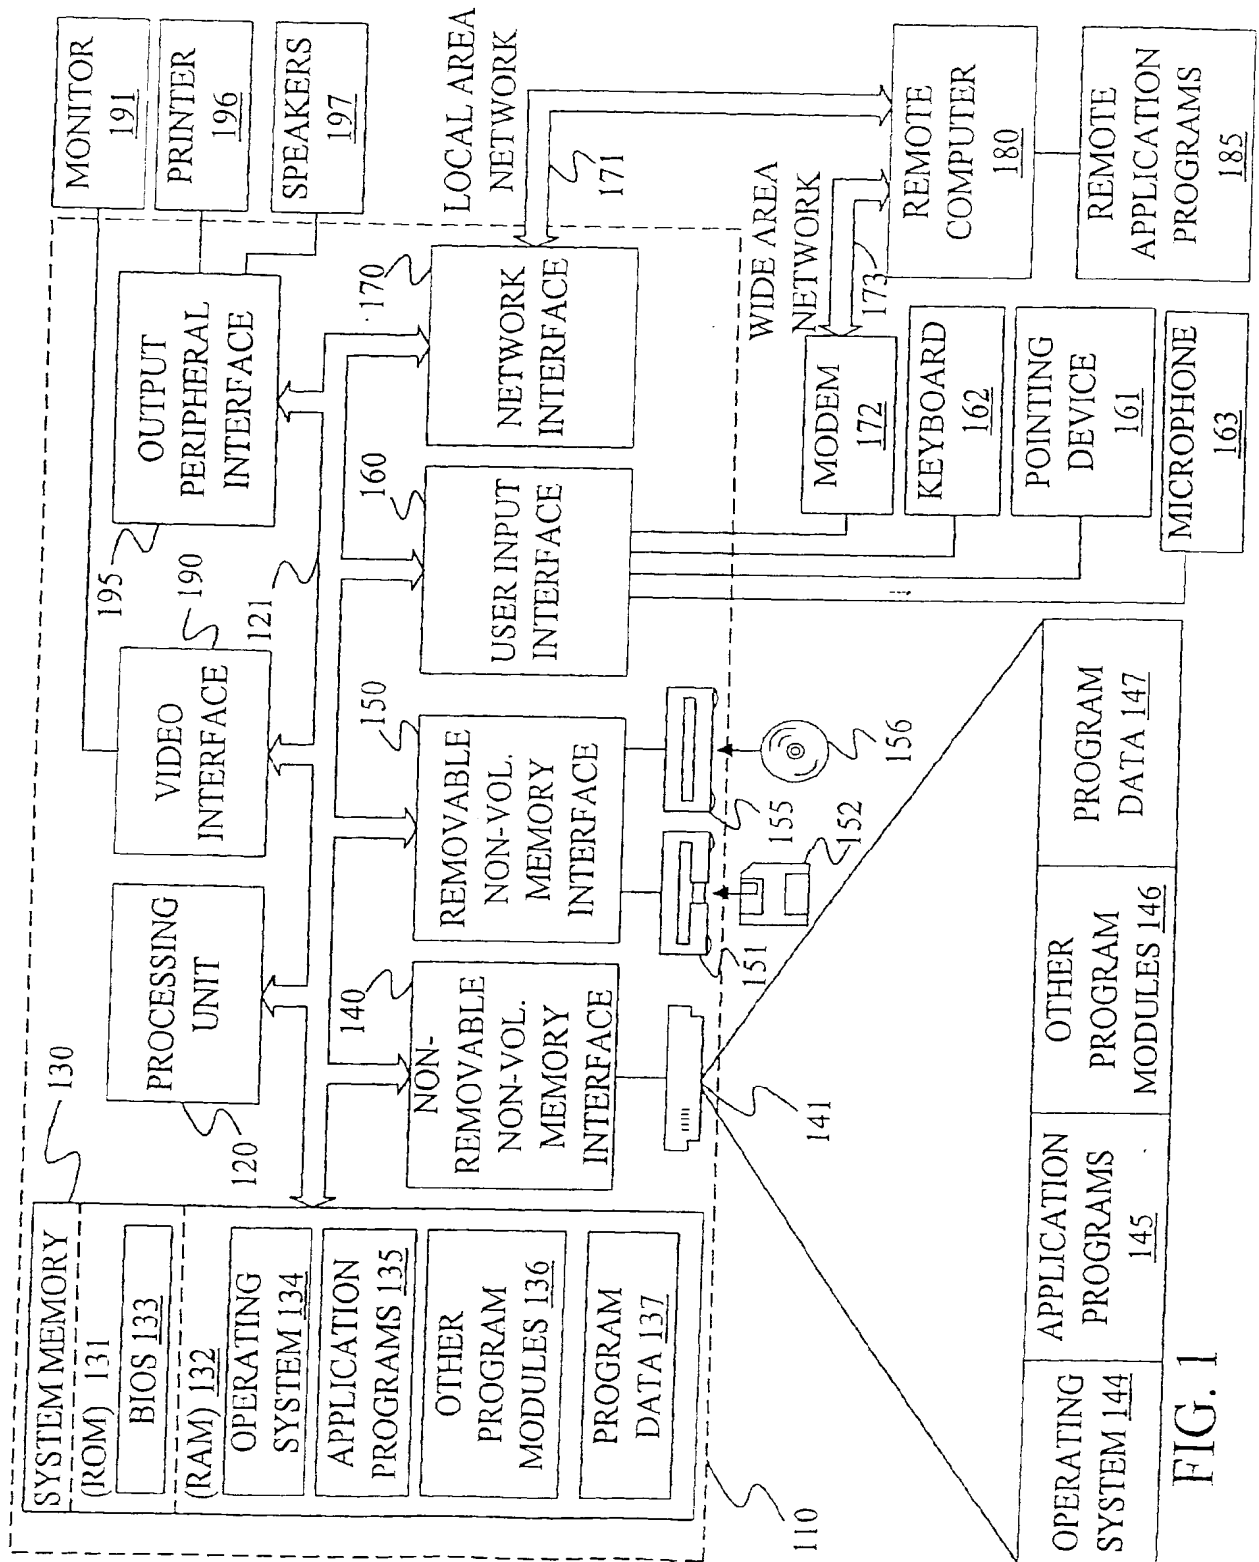 SYSTEM MEMORY
(ROM) 131
BIOS 133
(RAM) 132
OPERATING
SYSTEM 134
APPLICATION
PROGRAMS 135
OTHER
PROGRAM
MODULES 136
PROGRAM
DATA 137
130
120
PROCESSING
UNIT
VIDEO
INTERFACE
190
195
OUTPUT
PERIPHERAL
INTERFACE
121
MONITOR
191
PRINTER
196
SPEAKERS
197
140
NON-
REMOVABLE
NON-VOL.
MEMORY
INTERFACE
150
REMOVABLE
NON-VOL.
MEMORY
INTERFACE
160
USER INPUT
INTERFACE
170
NETWORK
INTERFACE
LOCAL AREA
NETWORK
171
110
141
151
152
155
156
WIDE AREA
NETWORK
173
MODEM
172
KEYBOARD
162
POINTING
DEVICE
161
MICROPHONE
163
REMOTE
COMPUTER
180
REMOTE
APPLICATION
PROGRAMS
185
OPERATING
SYSTEM 144
APPLICATION
PROGRAMS
145
OTHER
PROGRAM
MODULES 146
PROGRAM
DATA 147
FIG. 1